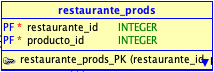 restaurante_prods
PF * restaurante_id INTEGER
PF * producto_id INTEGER
restaurante_prods_PK (restaurante_id,